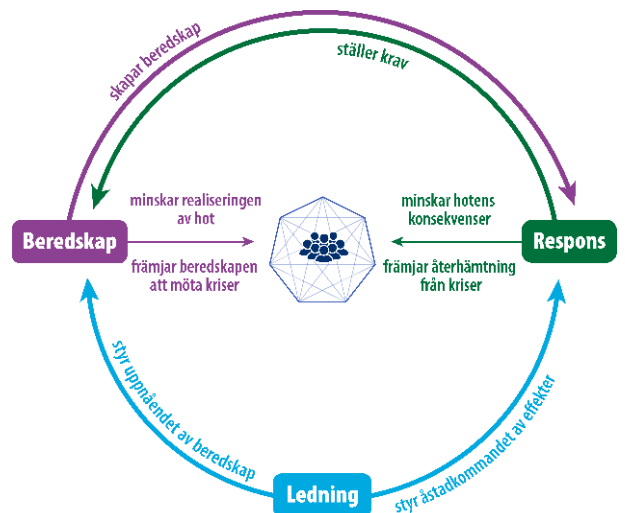 skapar beredskap
ställer krav
minskar realiseringen
av hot
minskar hotens
konsekvenser
Beredskap
Respons
främjar beredskapen
att möta kriser
främjar återhämtning
från kriser
styr uppnåendet av beredskap
styr åstadkommandet av effekter
Ledning